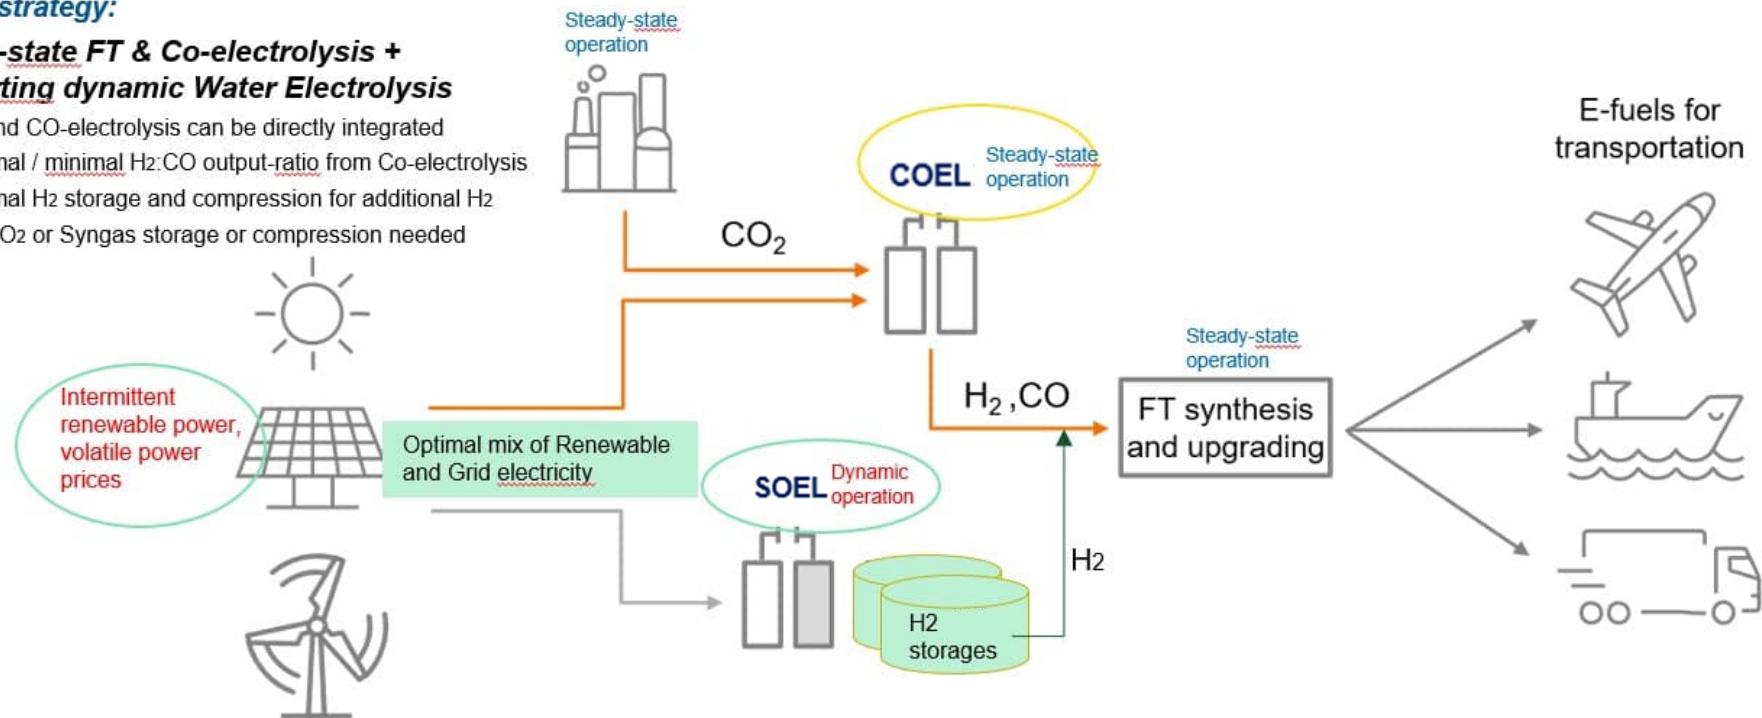 strategy:
-state FT & Co-electrolysis +
ting dynamic Water Electrolysis
nd CO-electrolysis can be directly integrated
nal / minimal H2:CO output-ratio from Co-electrolysis
nal H2 storage and compression for additional H2
O2 or Syngas storage or compression needed
Steady-state
operation
CO2
COEL
Steady-state
operation
E-fuels for
transportation
Intermittent
renewable power,
volatile power
prices
Optimal mix of Renewable
and Grid electricity
SOEL
Dynamic
operation
H2 ,CO
Steady-state
operation
FT synthesis
and upgrading
H2
H2
storages